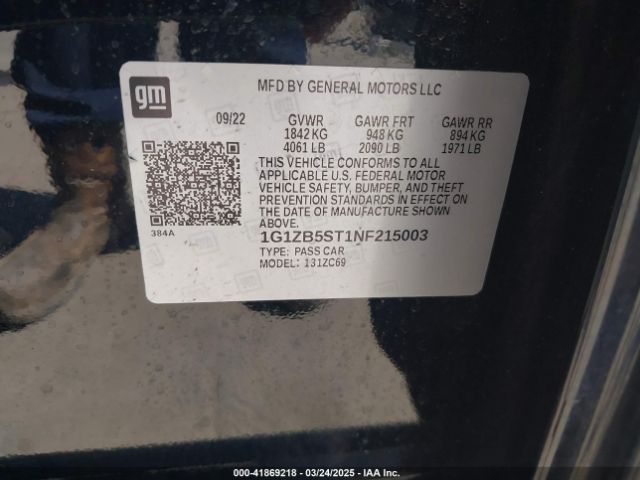 gm
MFD BY GENERAL MOTORS LLC
09/22 GVWR GAWR FRT GAWR RR
1842 KG 948 KG 894 KG
4061 LB 2090 LB 1971 LB
THIS VEHICLE CONFORMS TO ALL
APPLICABLE U.S. FEDERAL MOTOR
VEHICLE SAFETY, BUMPER, AND THEFT
PREVENTION STANDARDS IN EFFECT ON
THE DATE OF MANUFACTURE SHOWN
ABOVE.
384A
1G1ZB5ST1NF215003
TYPE: PASS CAR
MODEL: 131ZC69
000-41869218 - 03/24/2025 - IAA Inc.